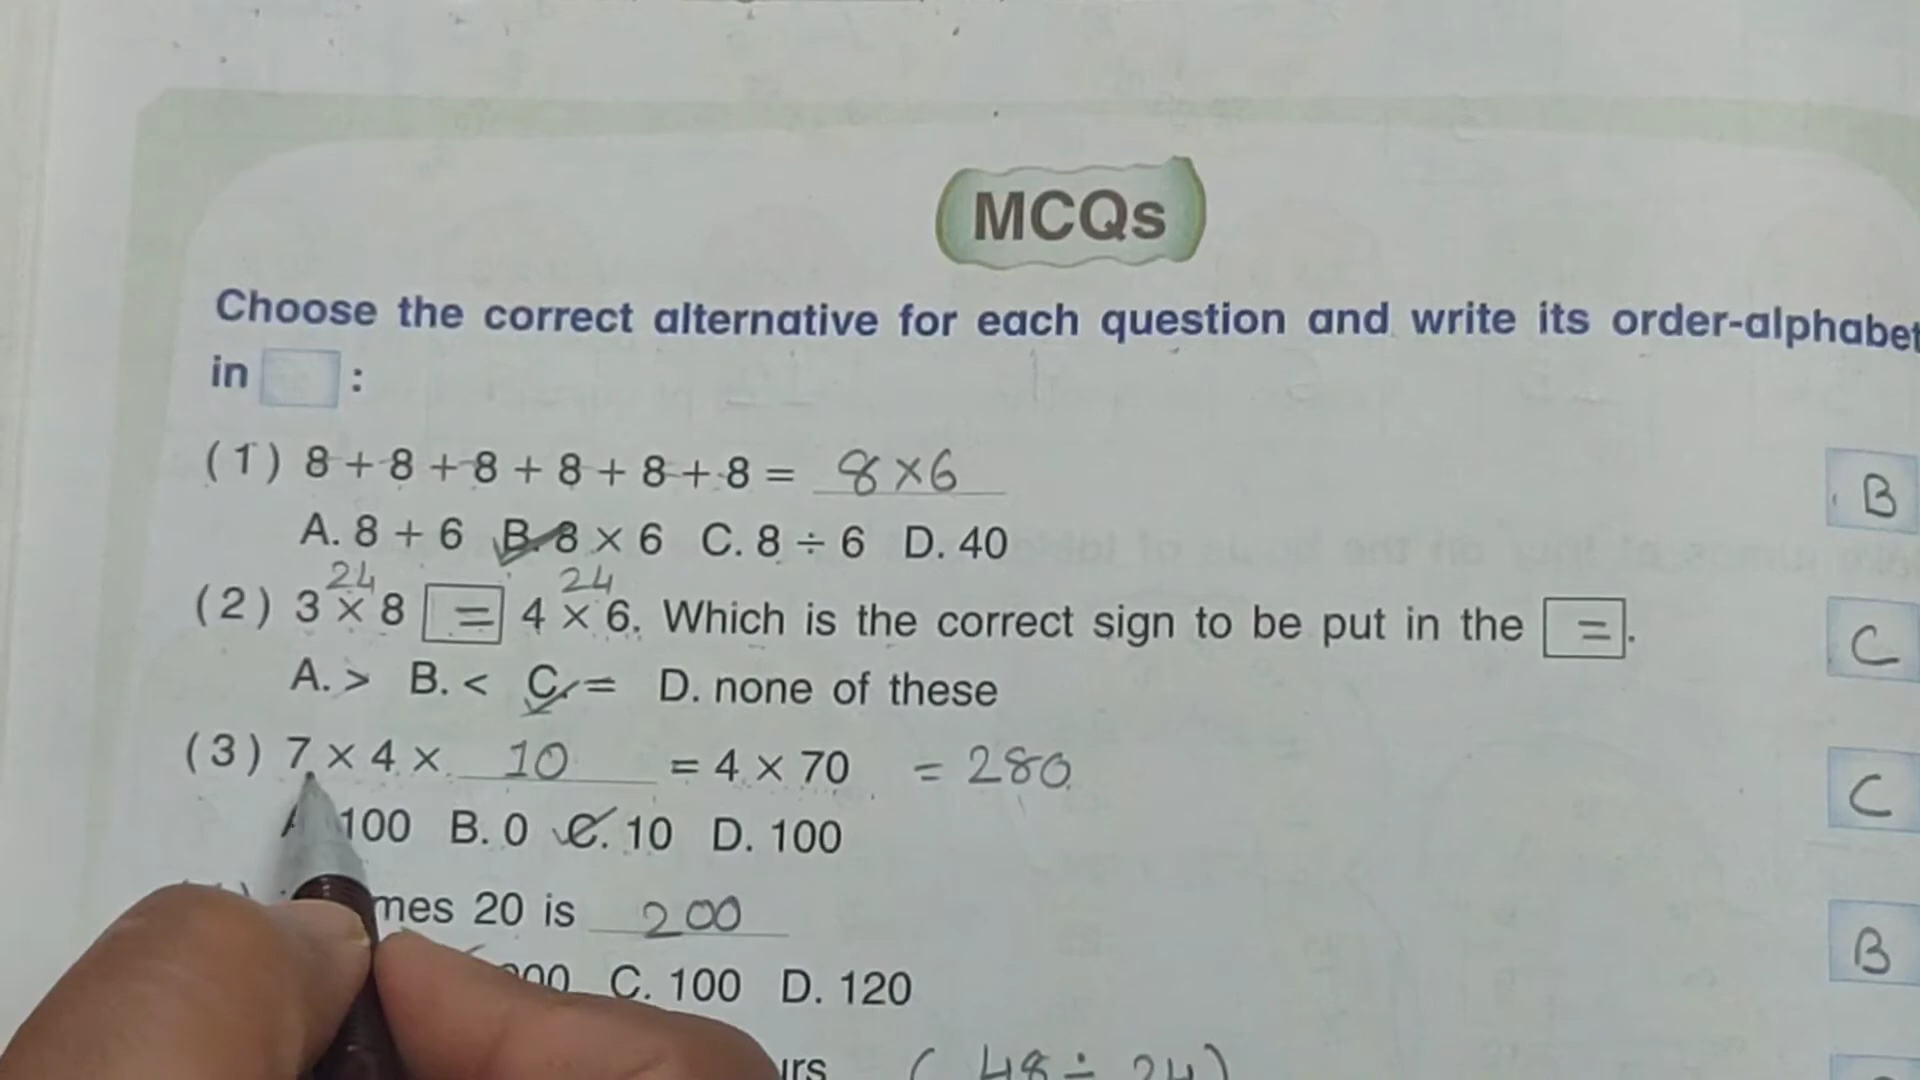 MCQs
Choose the correct alternative for each question and write its order-alphabet
in :
(1) 8 + 8 + 8 + 8 + 8 + 8 = 8 × 6 B
A. 8 + 6 B. 8 × 6 C. 8 ÷ 6 D. 40
24 24
(2) 3 × 8 = 4 × 6. Which is the correct sign to be put in the =. C
A. > B. < C. = D. none of these
(3) 7 × 4 × 10 = 4 × 70 = 280 C
100 B. 0 C. 10 D. 100
20 is 200 B
C. 100 D. 120
(48 ÷ 24)